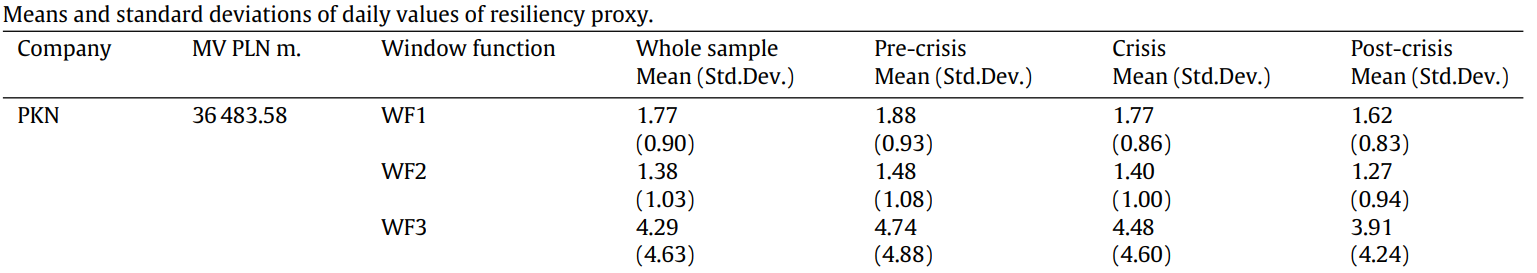 Means and standard deviations of daily values of resiliency proxy.
Company MV PLN m. Window function Whole sample Pre-crisis Crisis Post-crisis
Mean (Std.Dev.) Mean (Std.Dev.) Mean (Std.Dev.) Mean (Std.Dev.)
PKN 36 483.58 WF1 1.77 1.88 1.77 1.62
(0.90) (0.93) (0.86) (0.83)
WF2 1.38 1.48 1.40 1.27
(1.03) (1.08) (1.00) (0.94)
WF3 4.29 4.74 4.48 3.91
(4.63) (4.88) (4.60) (4.24)